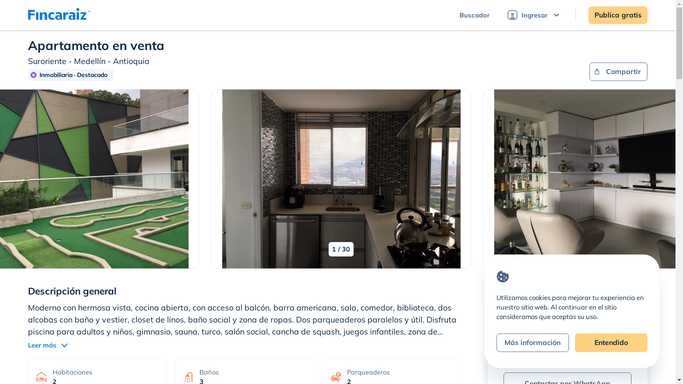 Fincaraiz
Buscador
Ingresar
Publica gratis
Apartamento en venta
Suroriente - Medellín - Antioquia
Inmobiliaria - Destacado
Compartir
1 / 30
Descripción general
Moderno con hermosa vista, cocina abierta, con acceso al balcón, barra americana, sala, comedor, biblioteca, dos
alcobas con baño y vestier, closet de linos, baño social y zona de ropas. Dos parqueaderos paralelos y útil. Disfruta
piscina para adultos y niños, gimnasio, sauna, turco, salón social, cancha de squash, juegos infantiles, zona de...
Leer más
Habitaciones
2
Baños
3
Parqueaderos
2
Utilizamos cookies para mejorar tu experiencia en
nuestro sitio web. Al continuar en el sitio
consideramos que aceptas su uso.
Más información
Entendido
Contactar por WhatsApp